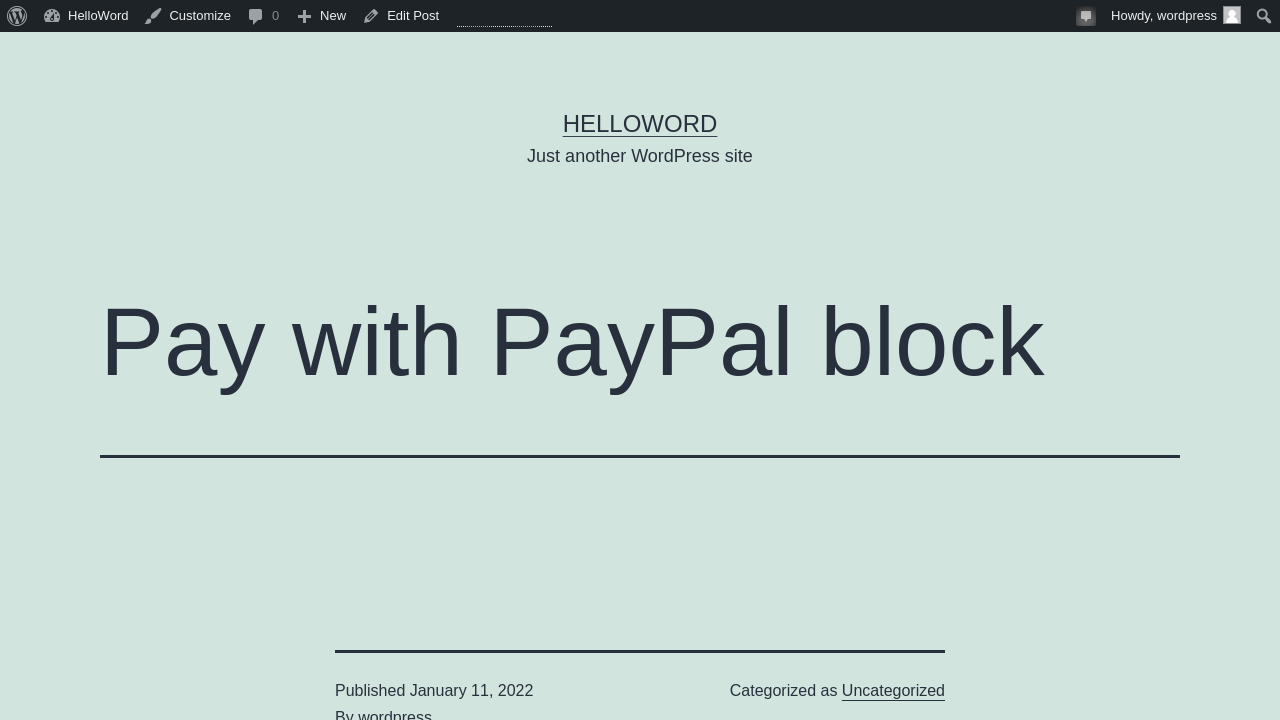 HelloWord Customize 0 New Edit Post Howdy, wordpress
HELLOWORD
Just another WordPress site
Pay with PayPal block
Published January 11, 2022 Categorized as Uncategorized
By wordpress